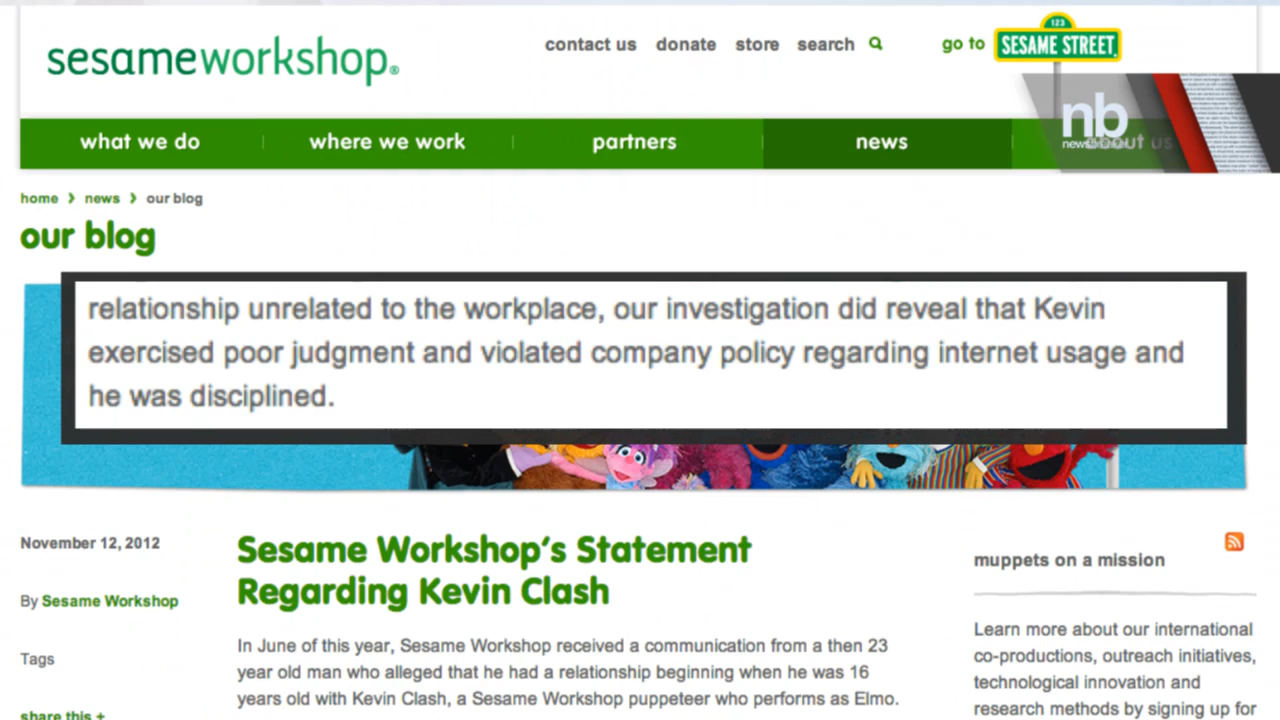 sesameworkshop®
contact us donate store search
go to
123
SESAME STREET
nb
what we do
where we work
partners
news
out us
home › news › our blog
our blog
relationship unrelated to the workplace, our investigation did reveal that Kevin
exercised poor judgment and violated company policy regarding internet usage and
he was disciplined.
November 12, 2012
By Sesame Workshop
Tags
share this +
Sesame Workshop's Statement
Regarding Kevin Clash
In June of this year, Sesame Workshop received a communication from a then 23
year old man who alleged that he had a relationship beginning when he was 16
years old with Kevin Clash, a Sesame Workshop puppeteer who performs as Elmo.
muppets on a mission
Learn more about our international
co-productions, outreach initiatives,
technological innovation and
research methods by signing up for